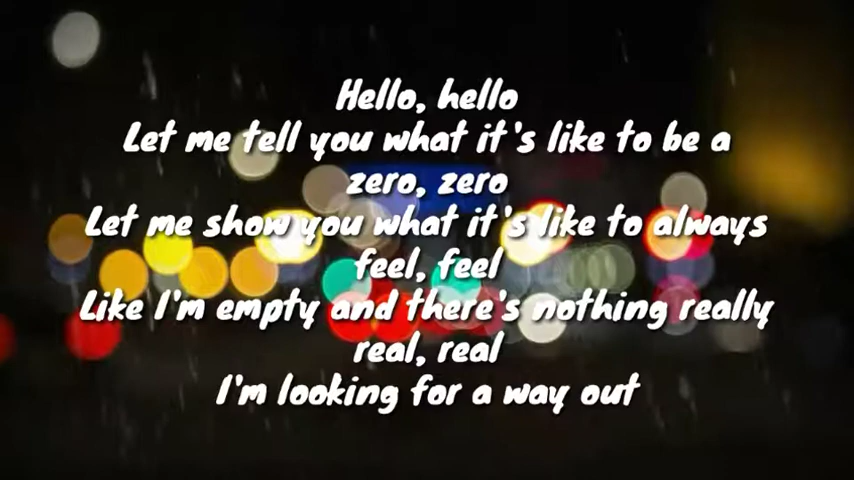 Hello, hello
Let me tell you what it's like to be a
zero, zero
Let me show you what it's like to always
feel, feel
Like I'm empty and there's nothing really
real, real
I'm looking for a way out